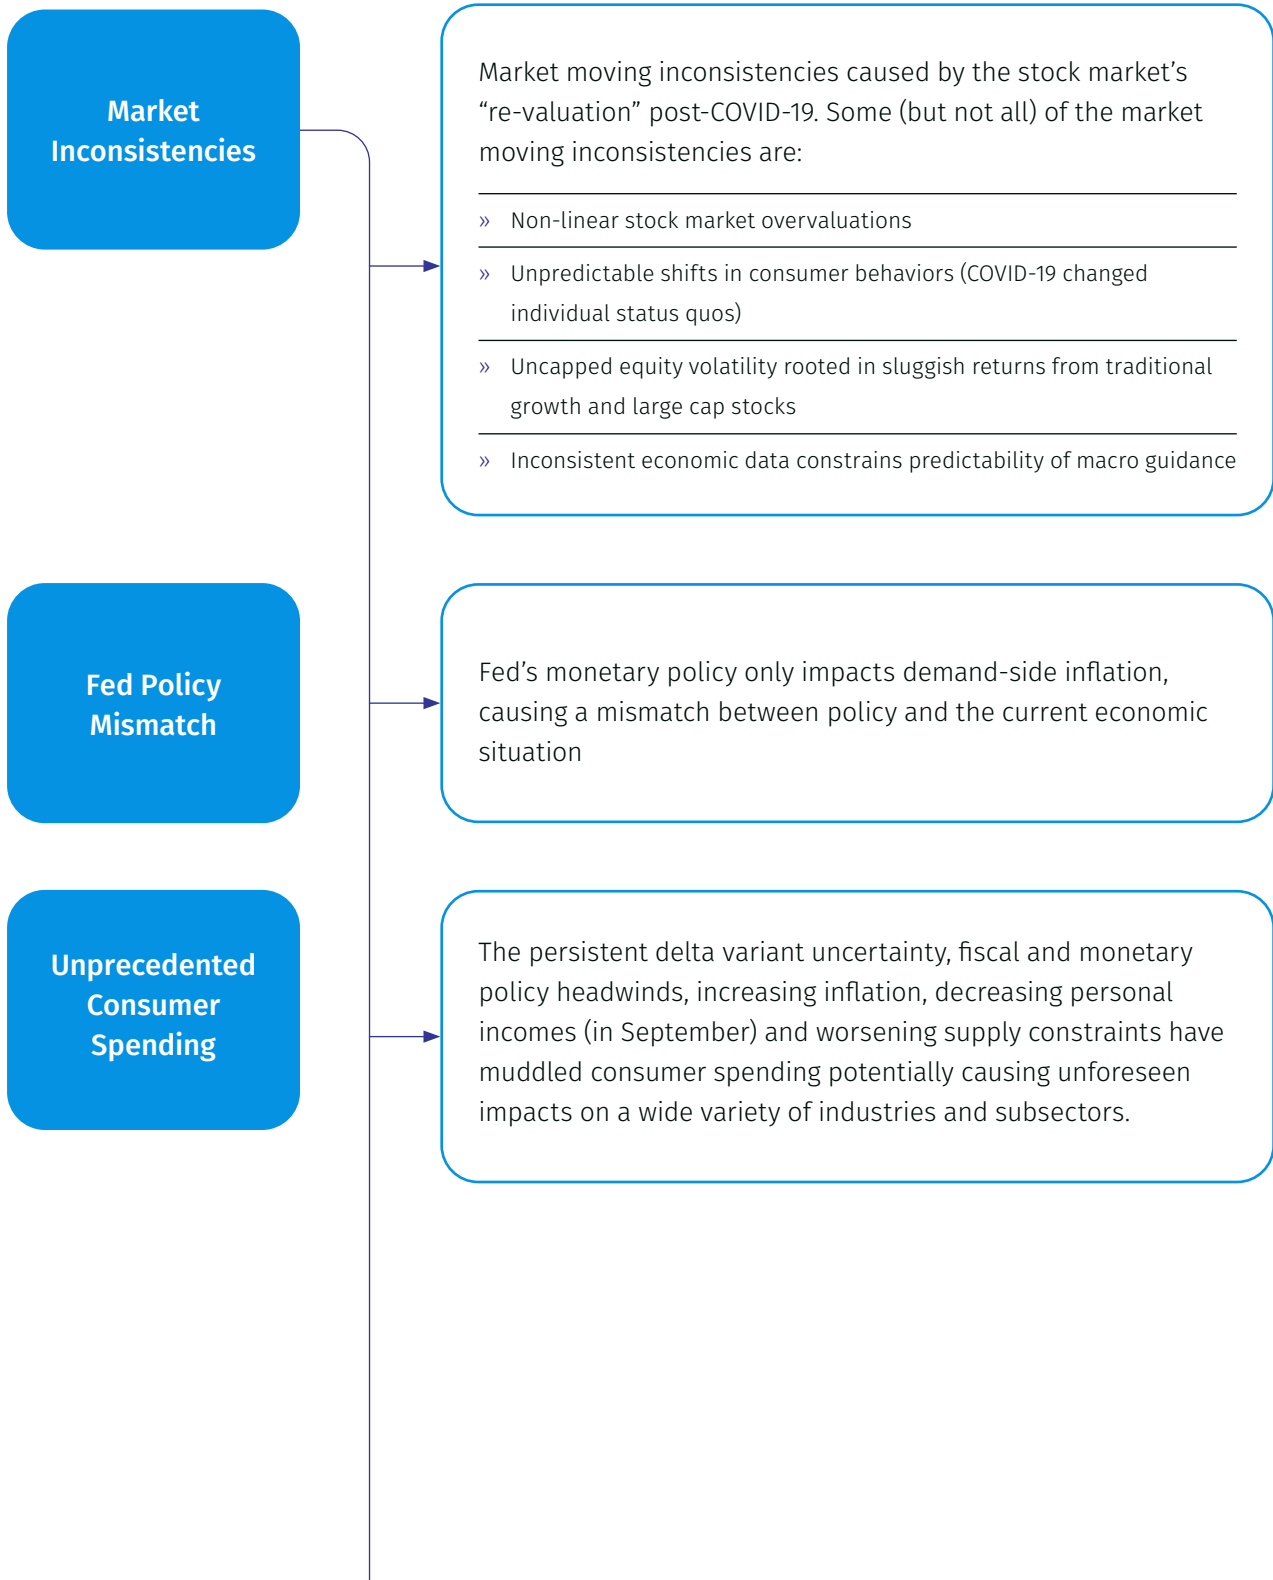 Market
Inconsistencies
Market moving inconsistencies caused by the stock market’s
“re-valuation” post-COVID-19. Some (but not all) of the market
moving inconsistencies are:
» Non-linear stock market overvaluations
» Unpredictable shifts in consumer behaviors (COVID-19 changed
individual status quos)
» Uncapped equity volatility rooted in sluggish returns from traditional
growth and large cap stocks
» Inconsistent economic data constrains predictability of macro guidance
Fed Policy
Mismatch
Fed’s monetary policy only impacts demand-side inflation,
causing a mismatch between policy and the current economic
situation
Unprecedented
Consumer
Spending
The persistent delta variant uncertainty, fiscal and monetary
policy headwinds, increasing inflation, decreasing personal
incomes (in September) and worsening supply constraints have
muddled consumer spending potentially causing unforeseen
impacts on a wide variety of industries and subsectors.